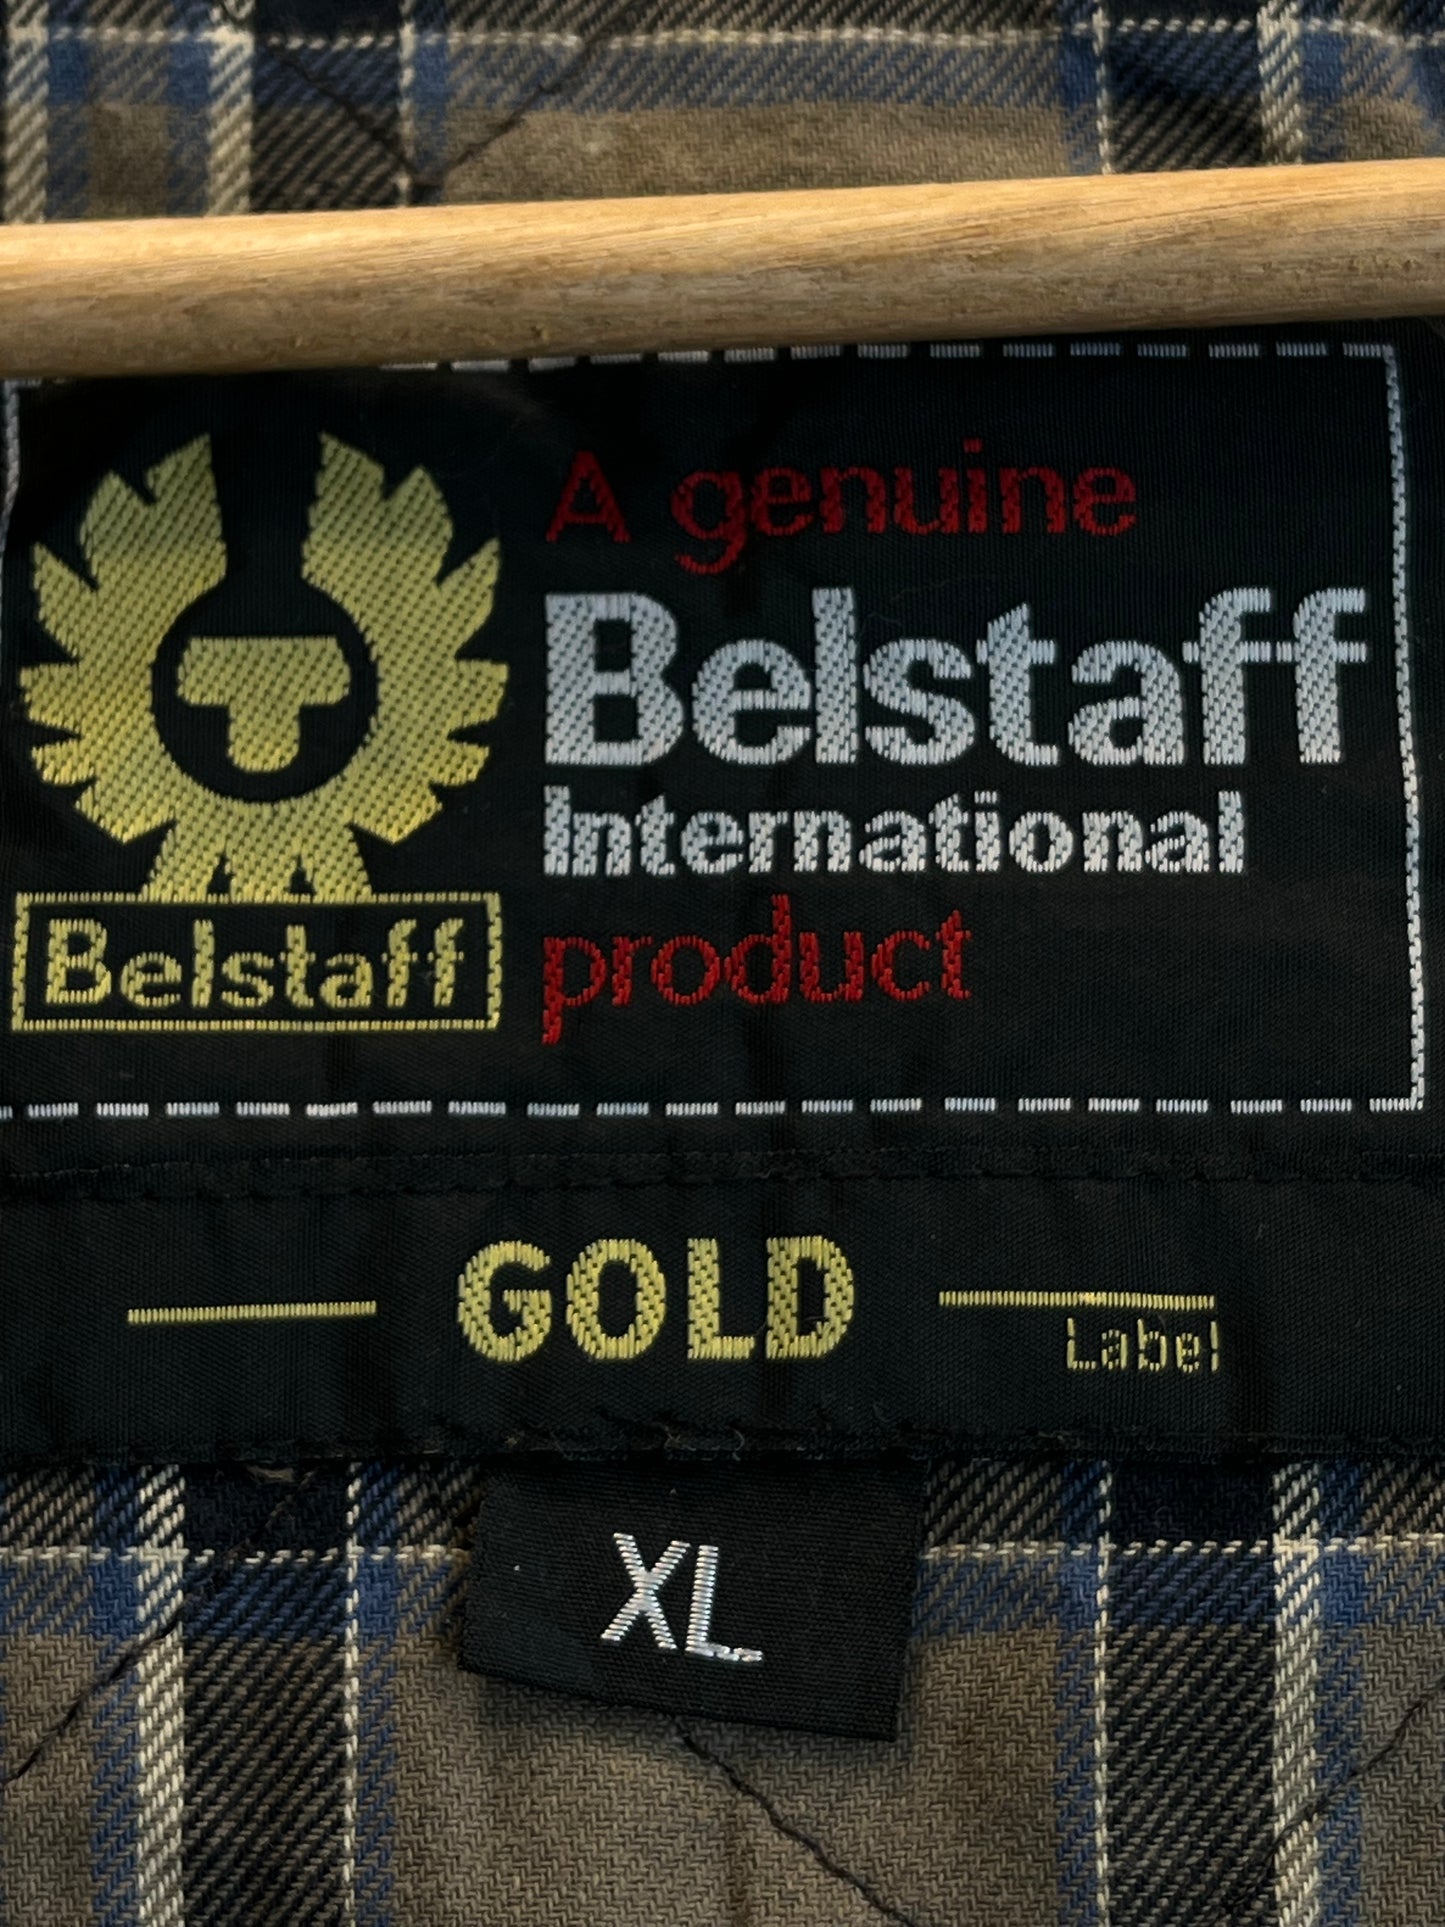 A genuine
Belstaff
International
product
Belstaff
GOLD
Label
XL